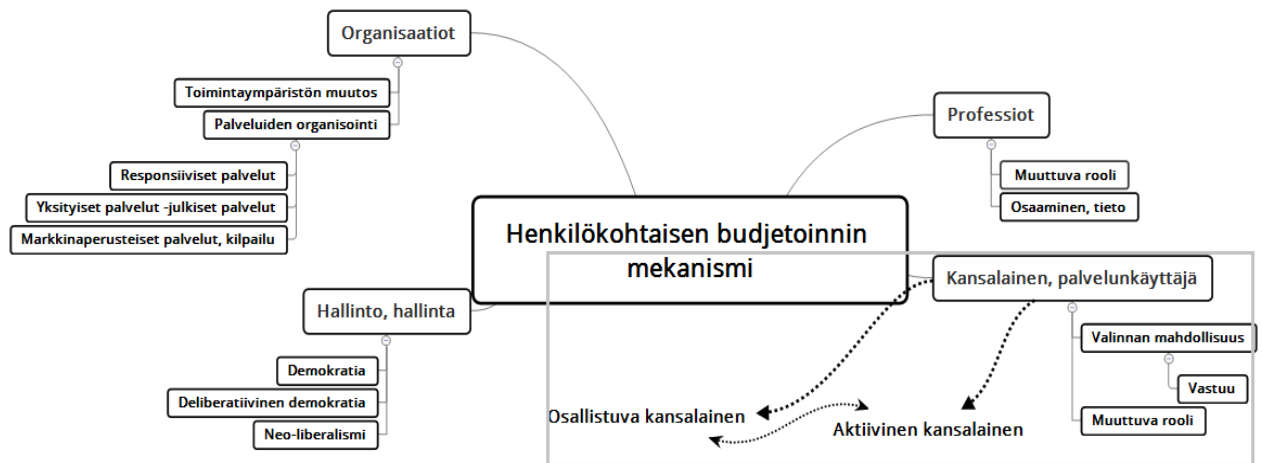 Organisaatiot
Toimintaympäristön muutos
Palveluiden organisointi
Responsiiviset palvelut
Yksityiset palvelut -julkiset palvelut
Markkinaperusteiset palvelut, kilpailu
Professiot
Muuttuva rooli
Osaaminen, tieto
Henkilökohtaisen budjetoinnin
mekanismi
Hallinto, hallinta
Demokratia
Deliberatiivinen demokratia
Neo-liberalismi
Kansalainen, palvelunkäyttäjä
Valinnan mahdollisuus
Vastuu
Muuttuva rooli
Osallistuva kansalainen
Aktiivinen kansalainen